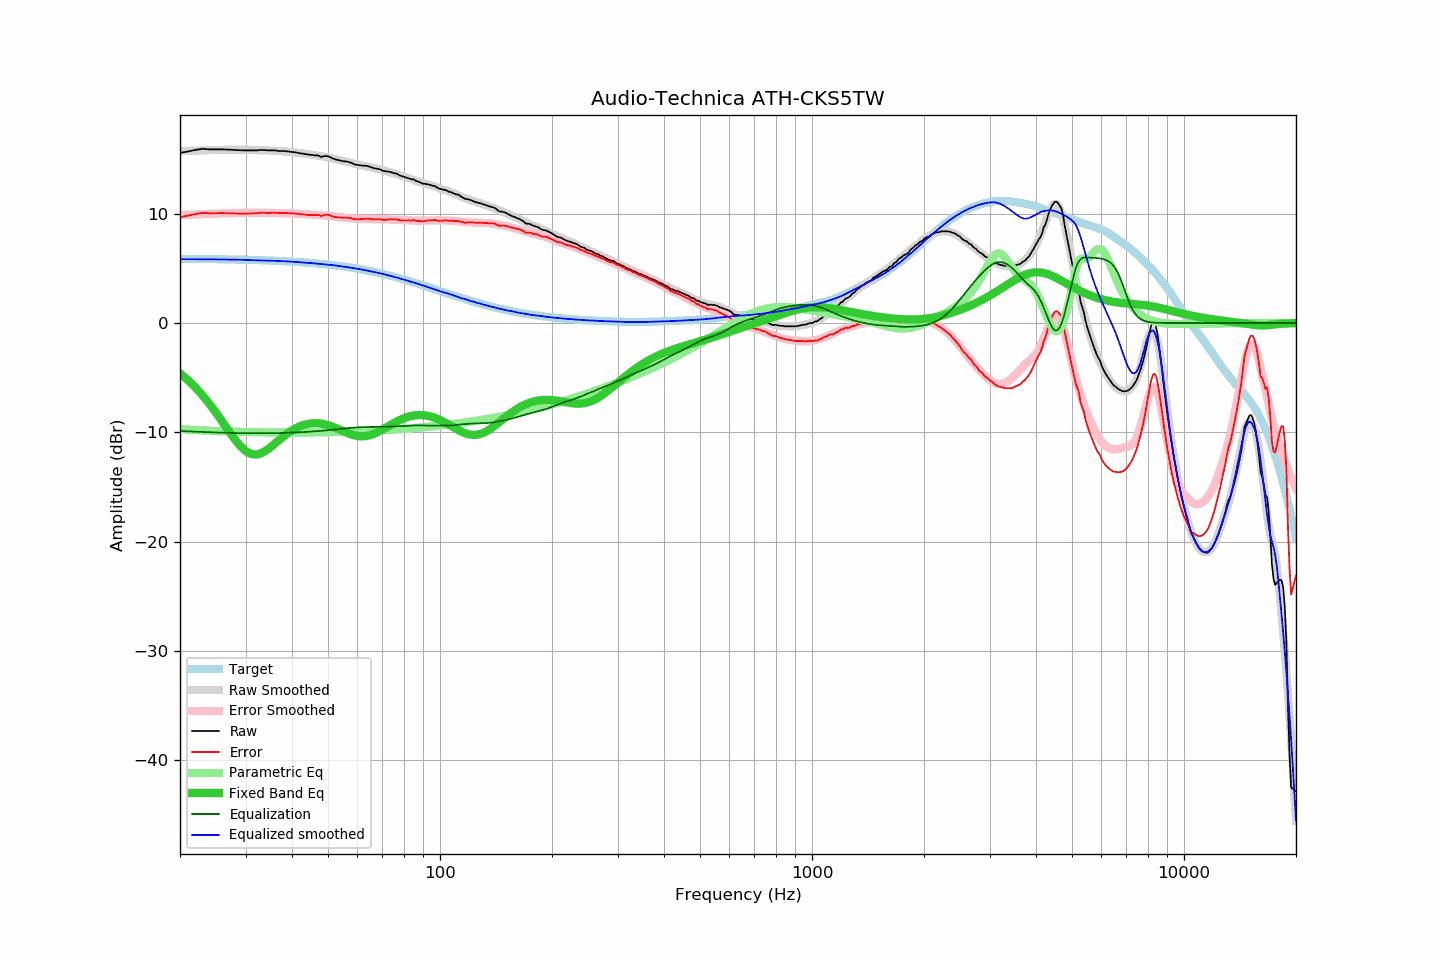 Audio-Technica ATH-CKS5TW
10
0
−10
−20
−30
−40
Amplitude (dBr)
Target
Raw Smoothed
Error Smoothed
Raw
Error
Parametric Eq
Fixed Band Eq
Equalization
Equalized smoothed
100
1000
10000
Frequency (Hz)